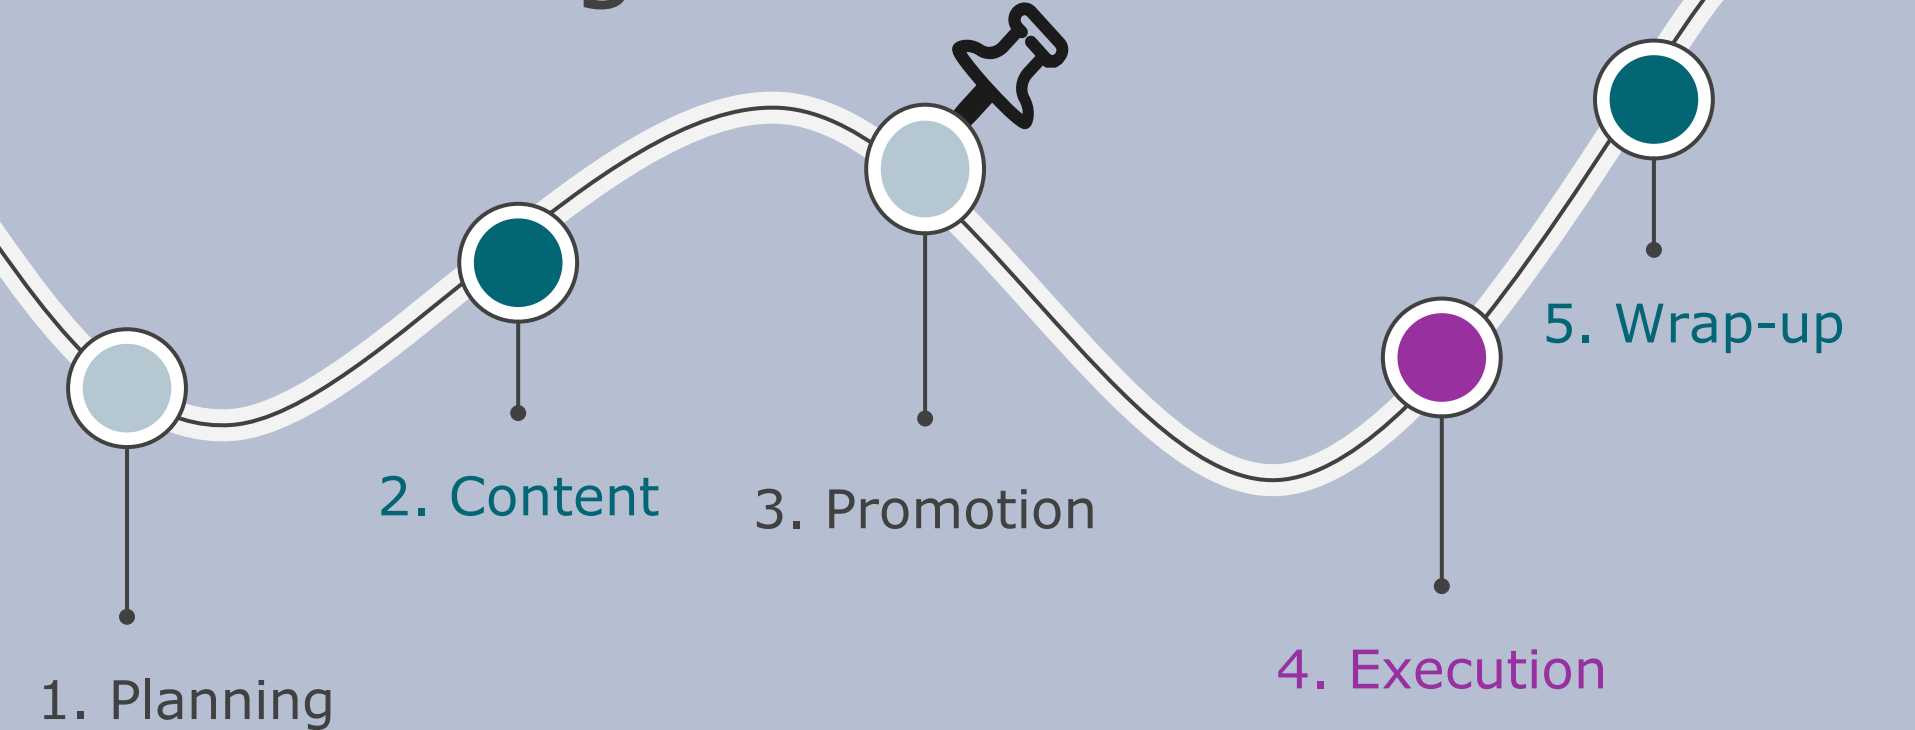 1. Planning
2. Content
3. Promotion
4. Execution
5. Wrap-up